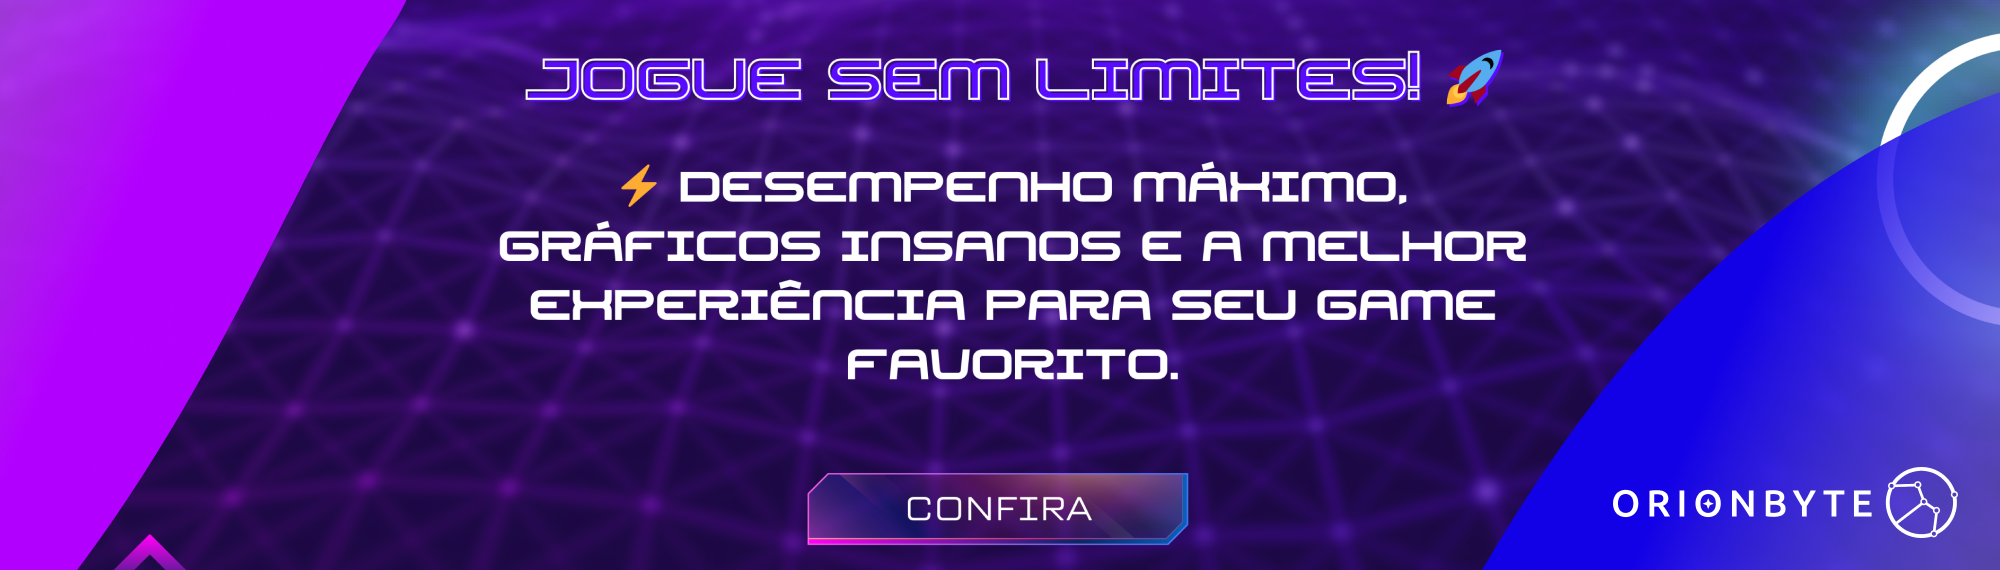 JOGUE SEM LIMITES! 🚀
⚡ DESEMPENHO MÁXIMO,
GRÁFICOS INSANOS E A MELHOR
EXPERIÊNCIA PARA SEU GAME
FAVORITO.
CONFIRA
ORIONBYTE